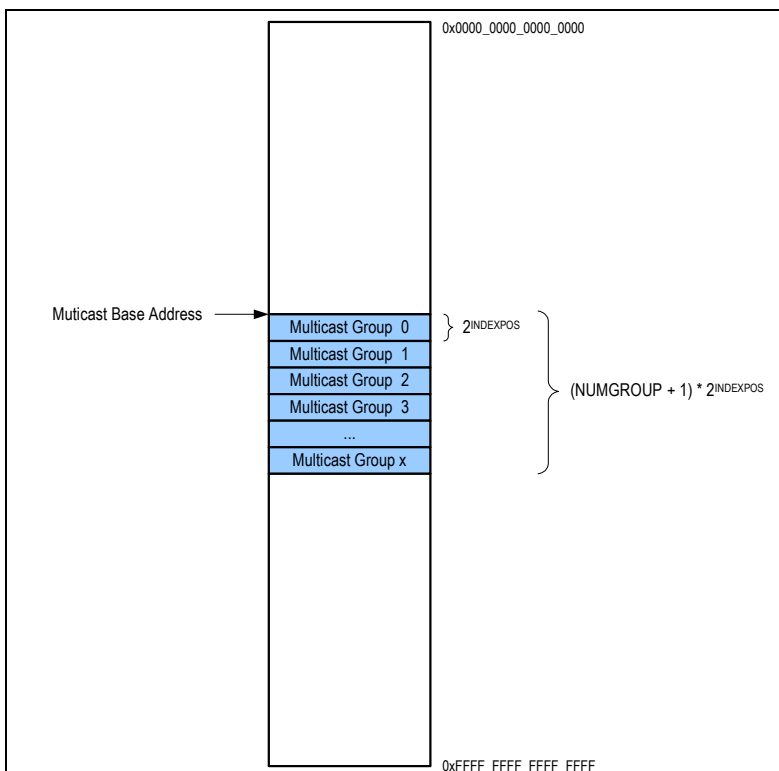 0x0000_0000_0000_0000
Muticast Base Address
Multicast Group 0
2INDEXPOS
Multicast Group 1
Multicast Group 2
Multicast Group 3
(NUMGROUP + 1) * 2INDEXPOS
...
Multicast Group x
0xFFFF_FFFF_FFFF_FFFF